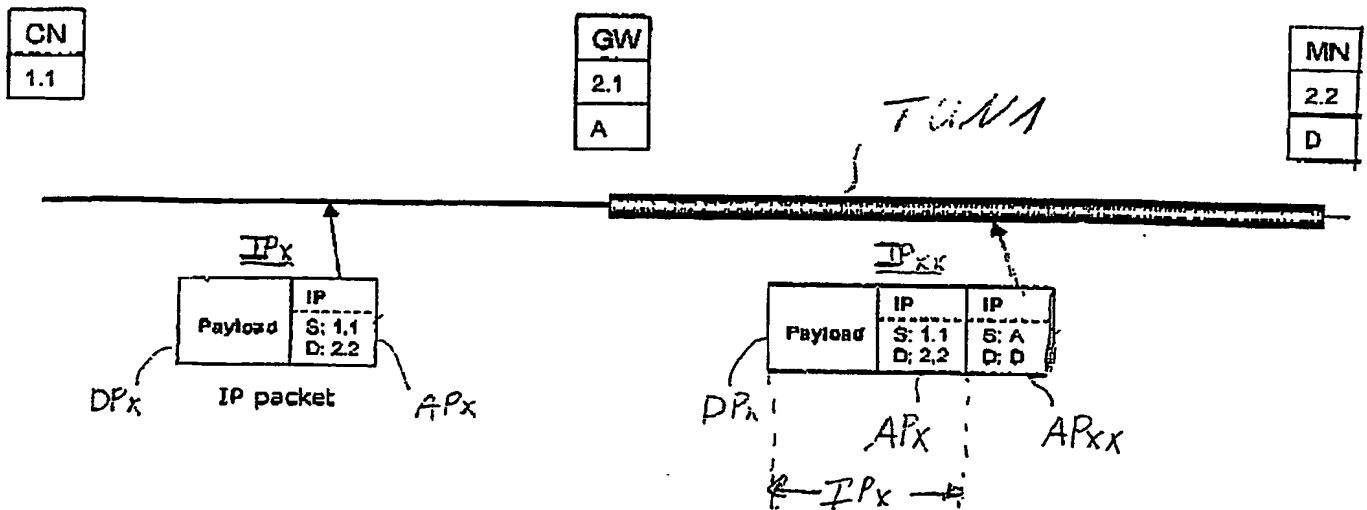 CN
1.1
GW
2.1
A
MN
2.2
D
TUN1
IPx
Payload
IP
S: 1.1
D: 2.2
DPx
IP packet
APx
IPxx
Payload
IP
S: 1.1
D: 2,2
IP
S: A
D: D
DPx
APx
APxx
IPx